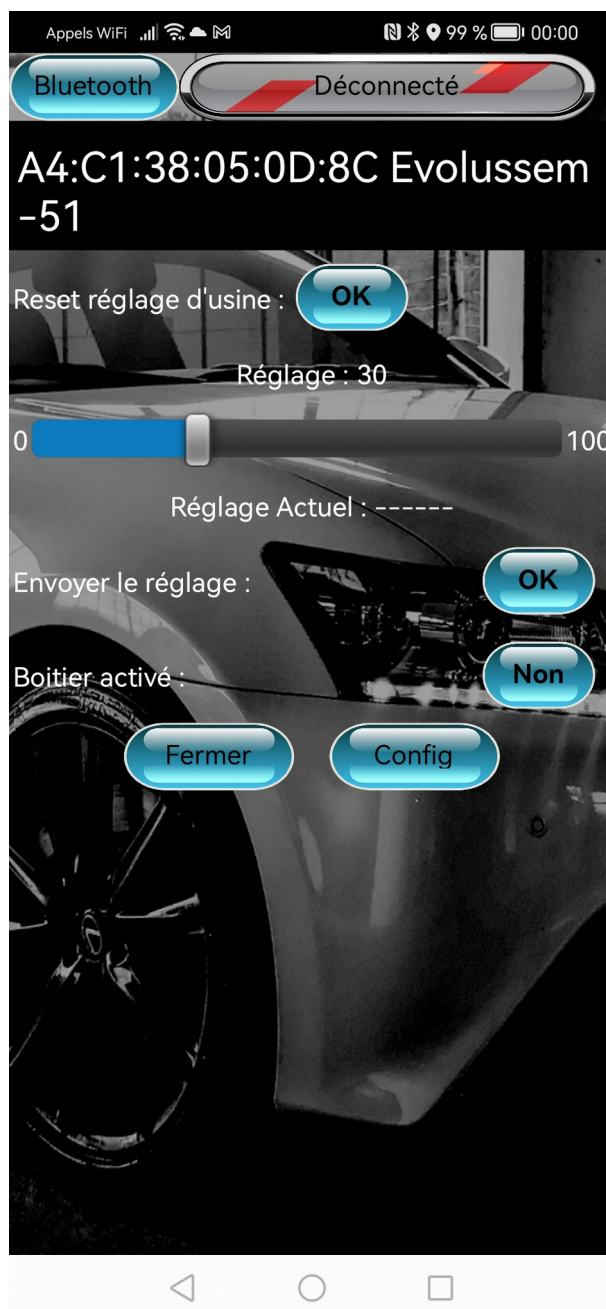 Appels WiFi 99 % 00:00
Bluetooth Déconnecté
A4:C1:38:05:0D:8C Evolussem
-51
Reset réglage d'usine : OK
Réglage : 30
0 100
Réglage Actuel : ------
Envoyer le réglage : OK
Boitier activé : Non
Fermer Config